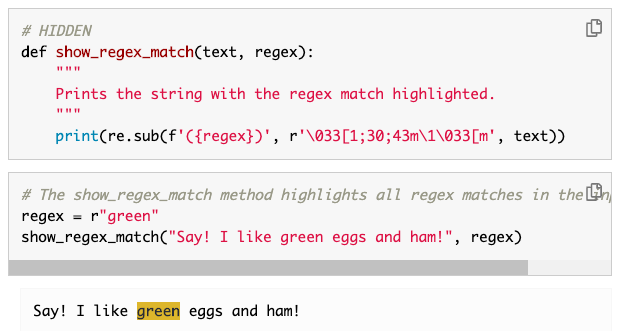 # HIDDEN
def show_regex_match(text, regex):
    """
    Prints the string with the regex match highlighted.
    """
    print(re.sub(f'({regex})', r'\033[1;30;43m\1\033[m', text))
# The show_regex_match method highlights all regex matches in the
regex = r"green"
show_regex_match("Say! I like green eggs and ham!", regex)
Say! I like green eggs and ham!